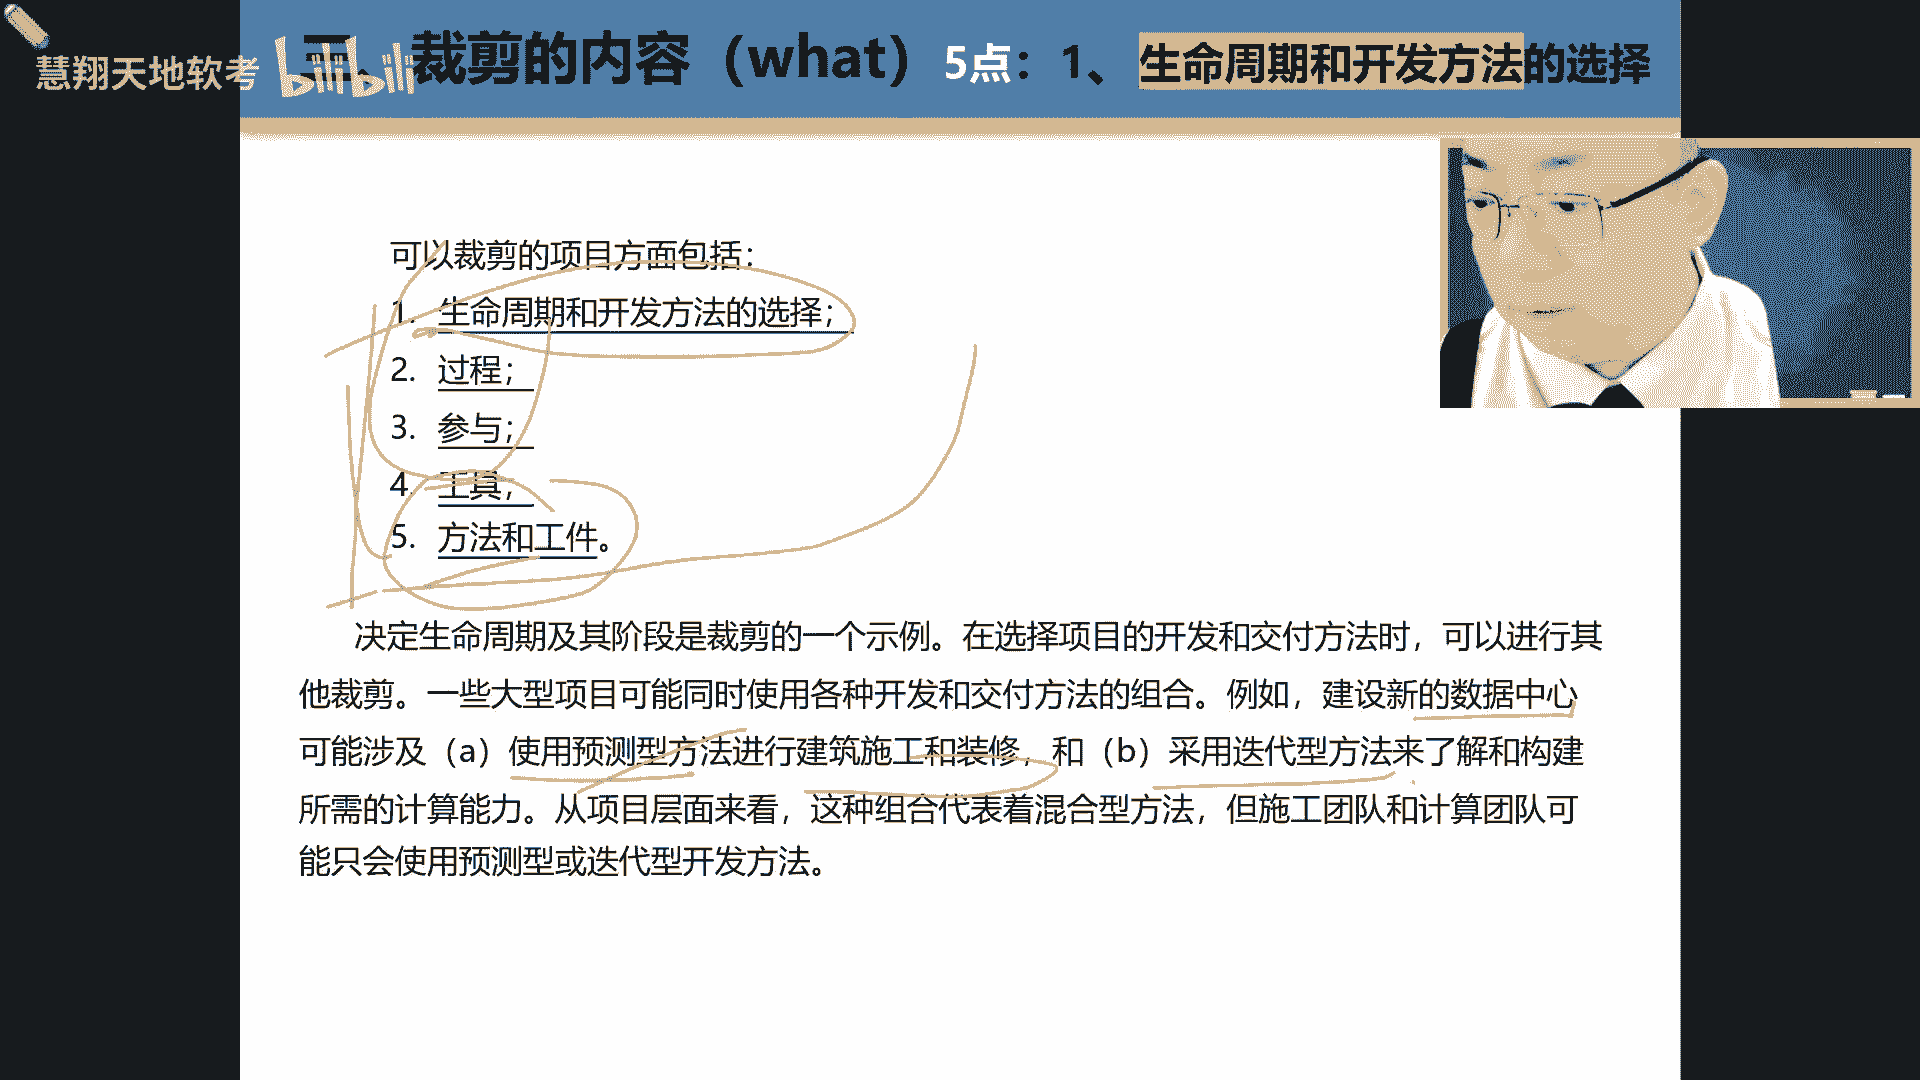 慧翔天地软考
bilibili
三、裁剪的内容（what）5点：1、生命周期和开发方法的选择
可以裁剪的项目方面包括：
1. 生命周期和开发方法的选择；
2. 过程；
3. 参与；
4. 工具；
5. 方法和工件。
决定生命周期及其阶段是裁剪的一个示例。在选择项目的开发和交付方法时，可以进行其
他裁剪。一些大型项目可能同时使用各种开发和交付方法的组合。例如，建设新的数据中心
可能涉及（a）使用预测型方法进行建筑施工和装修，和（b）采用迭代型方法来了解和构建
所需的计算能力。从项目层面来看，这种组合代表着混合型方法，但施工团队和计算团队可
能只会使用预测型或迭代型开发方法。